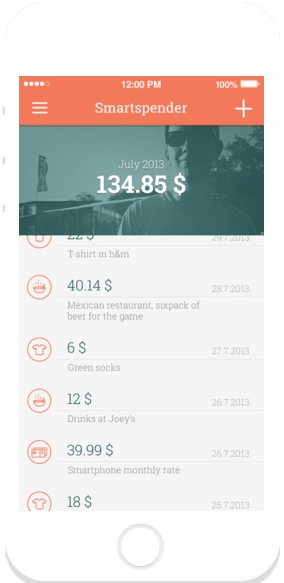 12:00 PM 100%
Smartspender
July 2013
134.85 $
22 $ 29.7.2013.
T-shirt in h&m
40.14 $ 28.7.2013.
Mexican restaurant, sixpack of
beer for the game
6 $ 27.7.2013.
Green socks
12 $ 26.7.2013.
Drinks at Joey's
39.99 $ 26.7.2013.
Smartphone monthly rate
18 $ 25.7.2013.